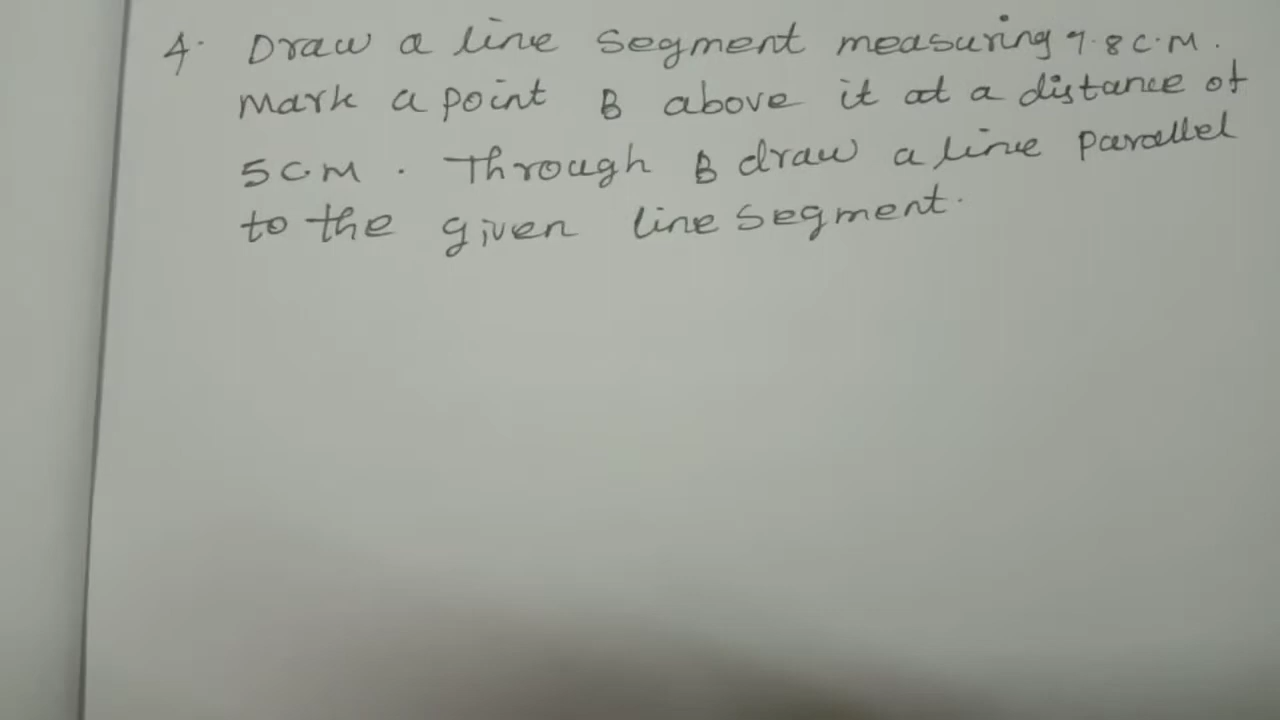 4. Draw a line segment measuring 7.8 C.M.
Mark a point B above it at a distance of
5 C.M. Through B draw a line parallel
to the given line segment.